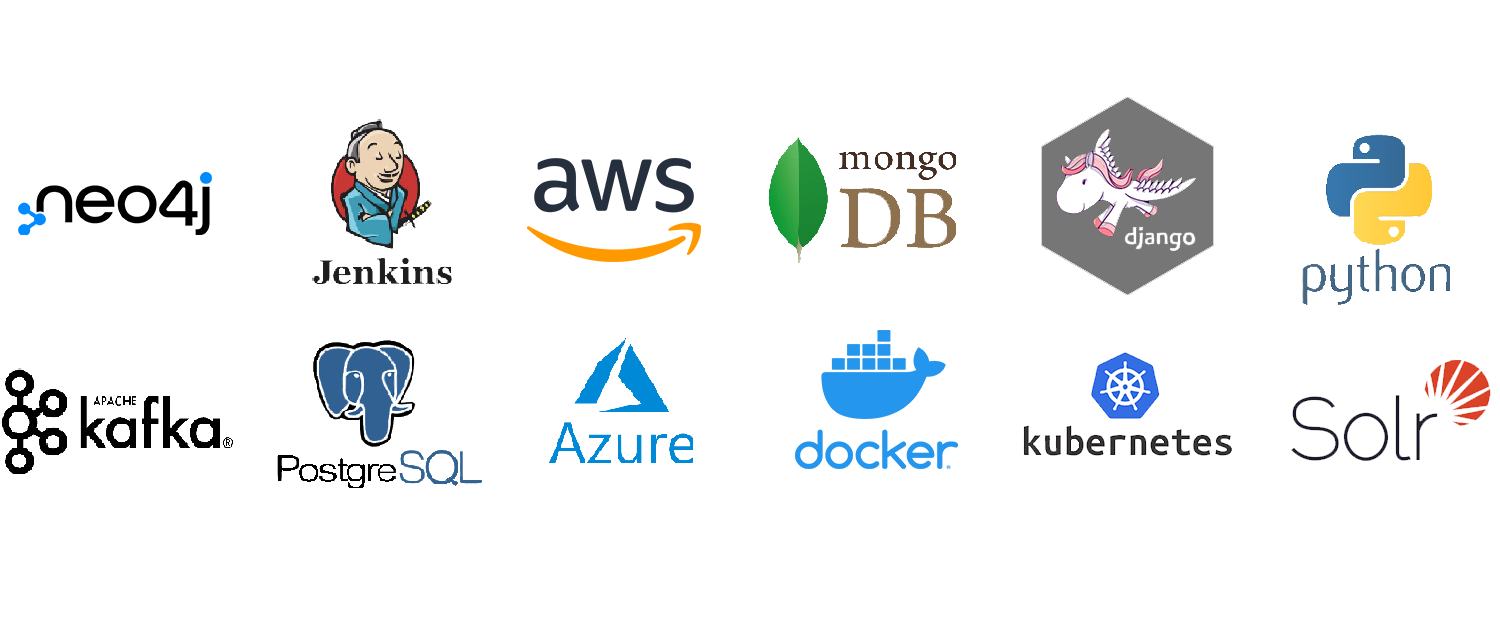 neo4j
Jenkins
aws
mongo
DB
django
python
APACHE
kafka®
PostgreSQL
Azure
docker
kubernetes
Solr